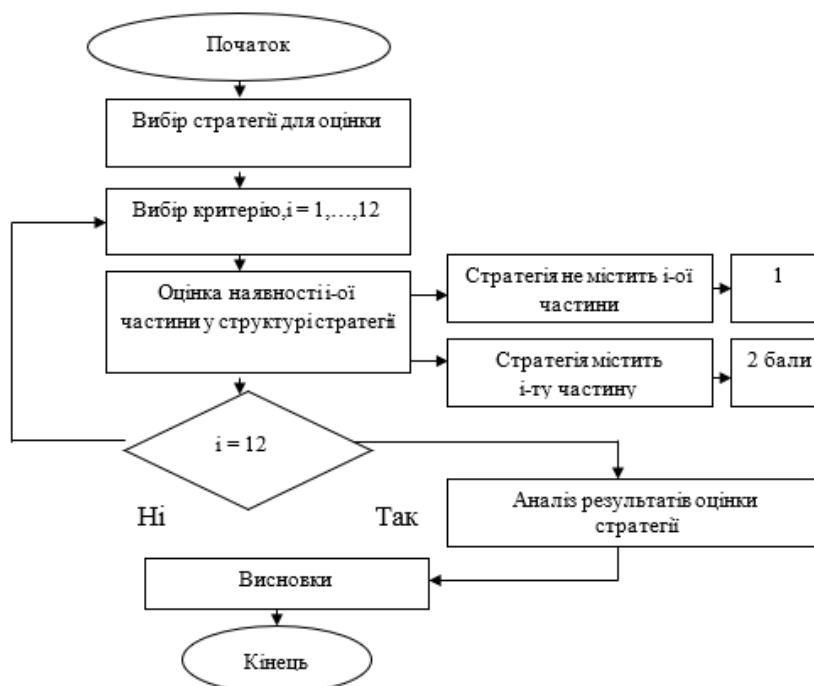 Початок
Вибір стратегії для оцінки
Вибір критерію,і = 1,…,12
Оцінка наявності і-ої
частини у структурі стратегії
Стратегія не містить і-ої
частини
1
Стратегія містить
і-ту частину
2 бали
і = 12
Ні
Так
Аналіз результатів оцінки
стратегії
Висновки
Кінець